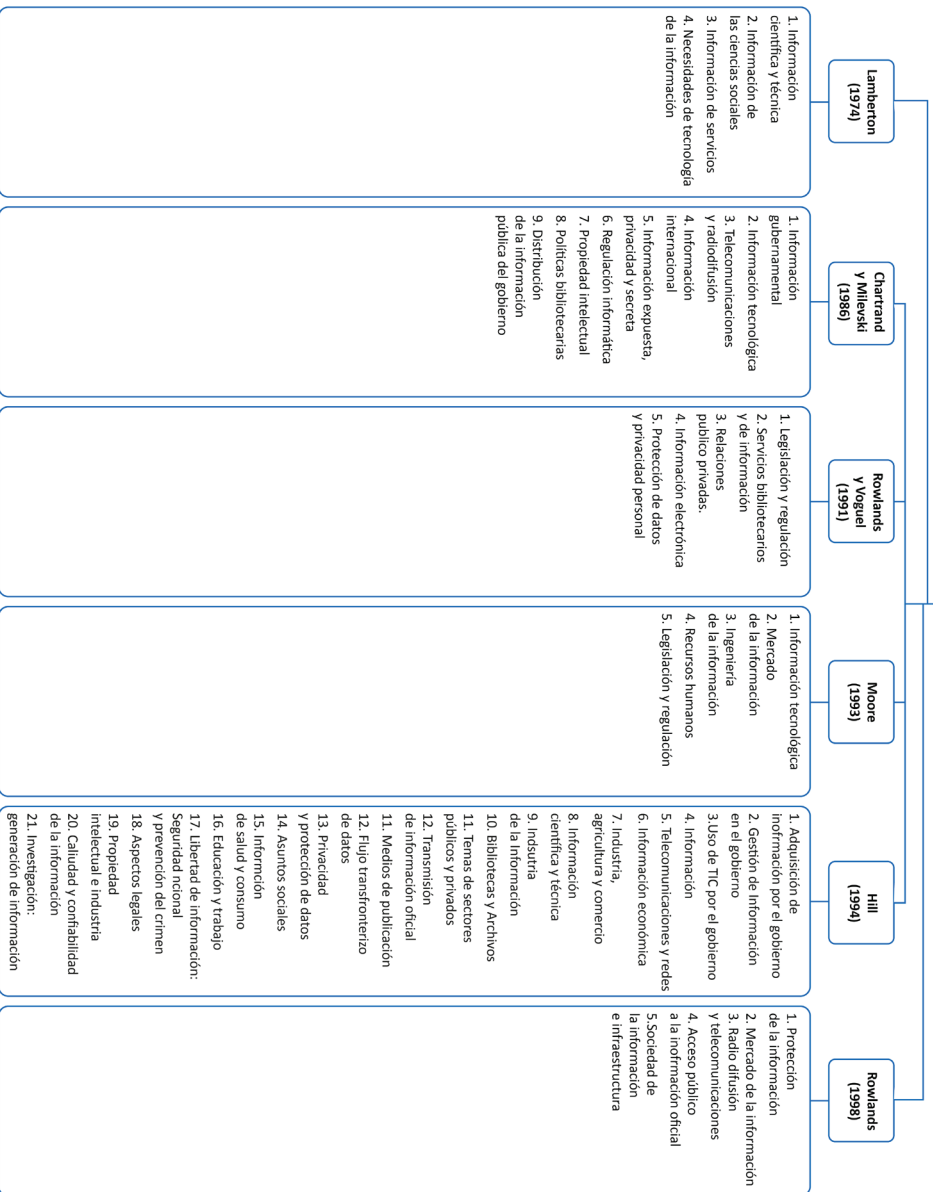 Lamberton
(1974)
1. Información
científica y técnica
2. Información de
las ciencias sociales
3. Información de servicios
4. Necesidades de tecnología
de la información
Chartrand
y Milevski
(1986)
1. Información
gubernamental
2. Información tecnológica
3. Telecomunicaciones
y radiodifusión
4. Información
internacional
5. Información expuesta,
privacidad y secreta
6. Regulación informática
7. Propiedad intelectual
8. Políticas bibliotecarias
9. Distribución
de la información
pública del gobierno
Rowlands
y Voguel
(1991)
1. Legislación y regulación
2. Servicios bibliotecarios
y de información
3. Relaciones
publico privadas.
4. Información electrónica
5. Protección de datos
y privacidad personal
Moore
(1993)
1. Información tecnológica
2. Mercado
de la información
3. Ingeniería
de la información
4. Recursos humanos
5. Legislación y regulación
Hill
(1994)
1. Adquisición de
inoformación por el gobierno
2. Gestión de Información
en el gobierno
3.Uso de TIC por el gobierno
4. Información
5. Telecomunicaciones y redes
6. Información económica
7. Industria,
agricultura y comercio
8. Información
científica y técnica
9. Indsutria
de la Información
10. Bibliotecas y Archivos
11. Temas de sectores
públicos y privados
12. Transmisión
de información oficial
11. Medios de publicación
12. Flujo transfronterizo
de datos
13. Privacidad
y protección de datos
14. Asuntos sociales
15. Informción
de salud y consumo
16. Educación y trabajo
17. Libertad de información:
Seguridad ncional
y prevención del crimen
18. Aspectos legales
19. Propiedad
intelectual e industria
20. Caliudad y confiabilidad
de la información
21. Investigación:
generación de información
Rowlands
(1998)
1. Protección
de la información
2. Mercado de la información
3. Radio difusión
y telecomunicaciones
4. Acceso público
a la inofrmación oficial
5.Sociedad de
la información
e infraestructura